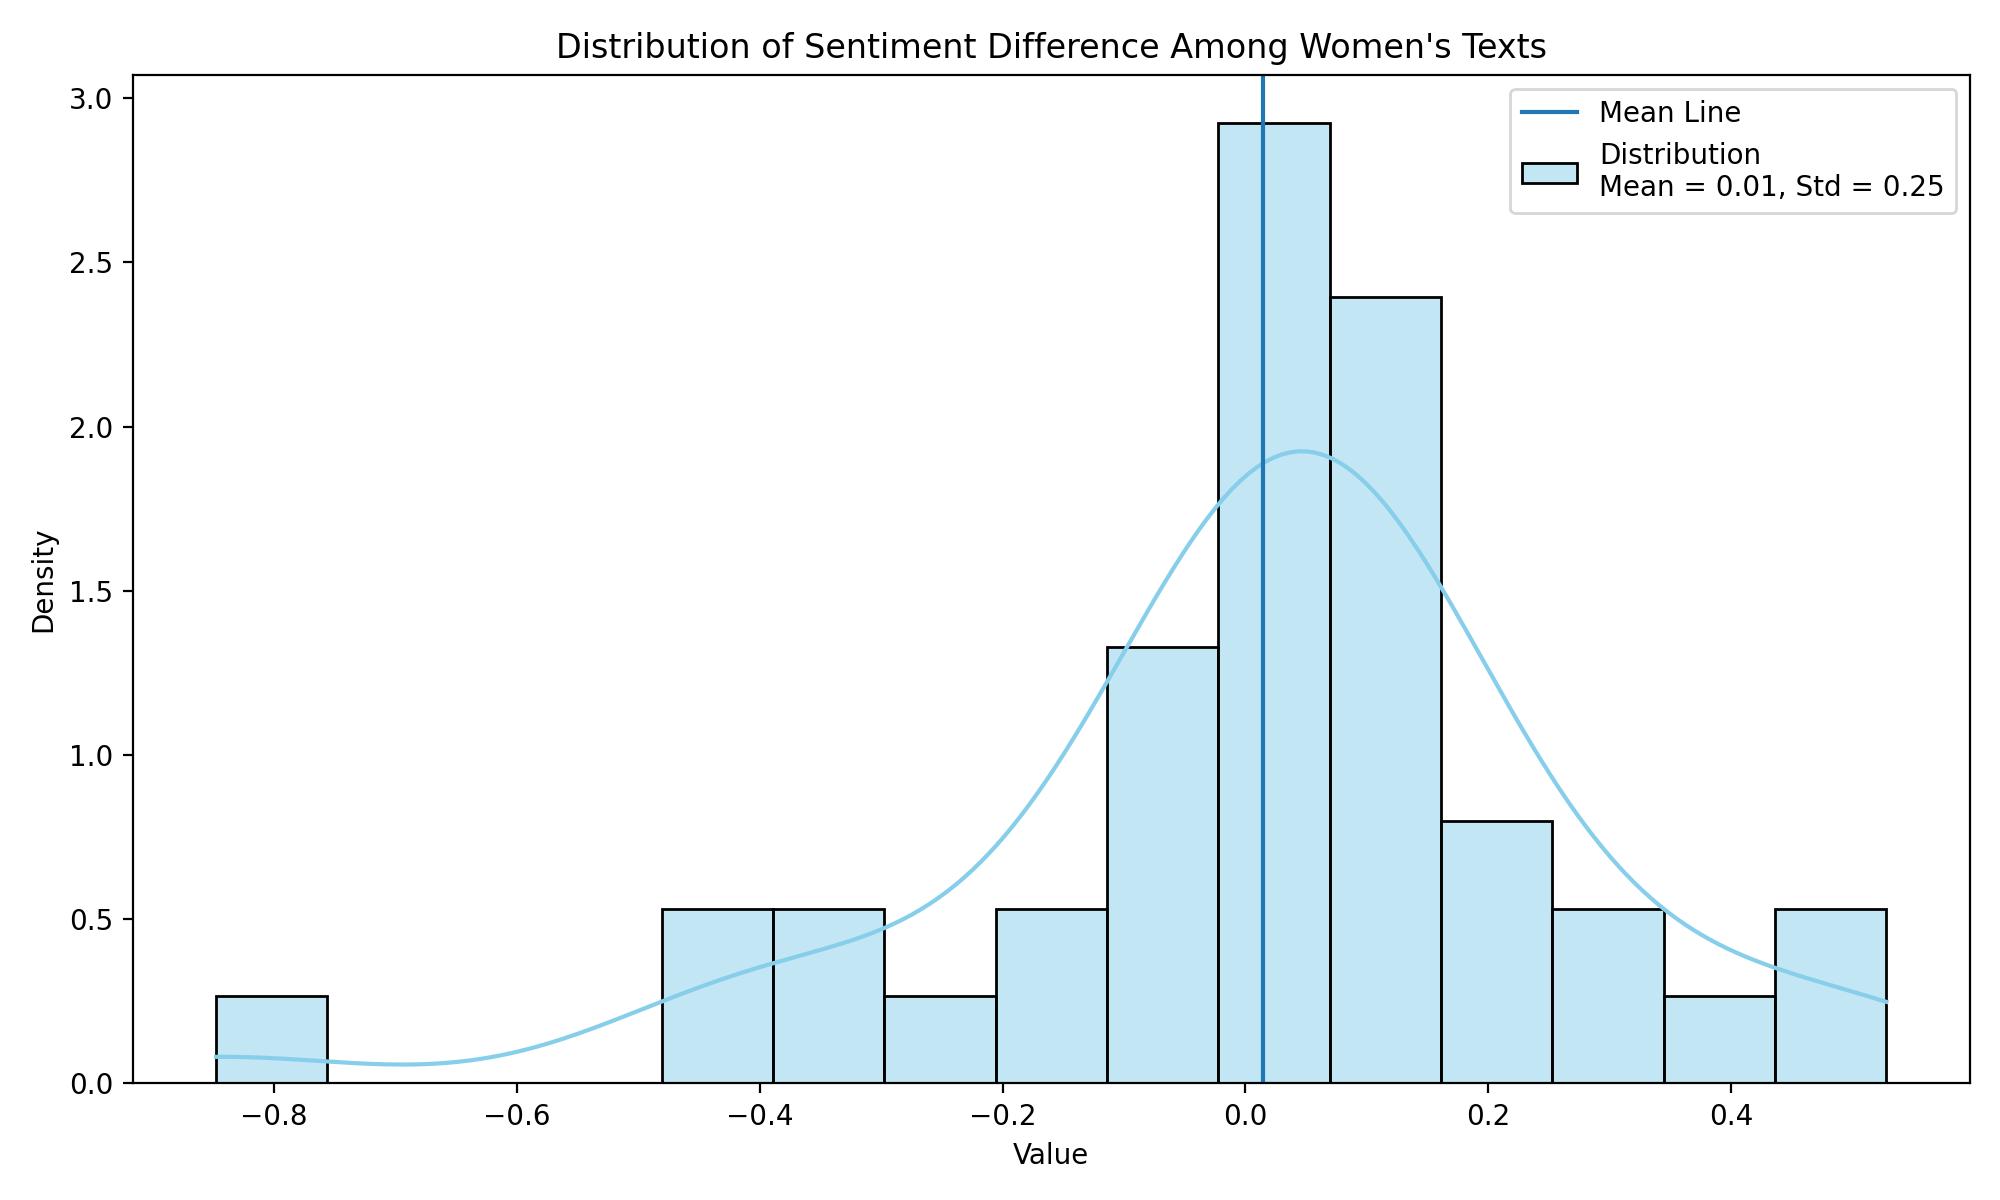 Distribution of Sentiment Difference Among Women's Texts
Mean Line
Distribution
Mean = 0.01, Std = 0.25
Density
3.0
2.5
2.0
1.5
1.0
0.5
0.0
−0.8
−0.6
−0.4
−0.2
0.0
0.2
0.4
Value